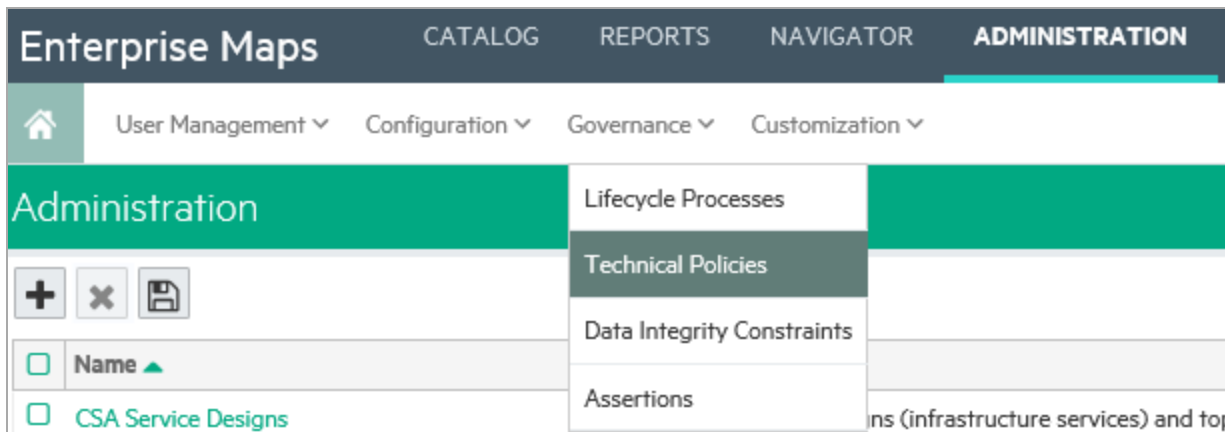 Enterprise Maps CATALOG REPORTS NAVIGATOR ADMINISTRATION
User Management Configuration Governance Customization
Administration
Lifecycle Processes
Technical Policies
Data Integrity Constraints
Assertions
Name
CSA Service Designs
ns (infrastructure services) and top